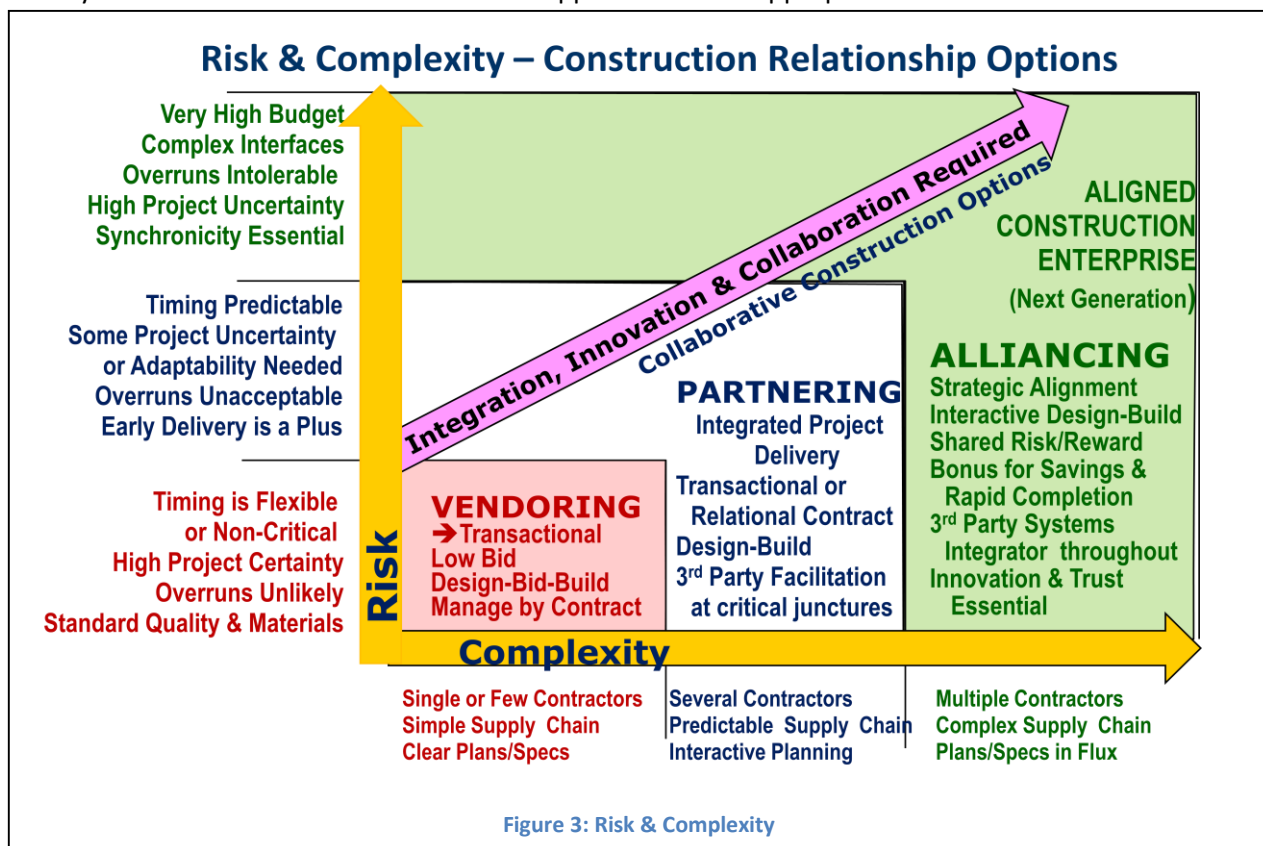 Risk & Complexity – Construction Relationship Options
Very High Budget
Complex Interfaces
Overruns Intolerable
High Project Uncertainty
Synchronicity Essential
Timing Predictable
Some Project Uncertainty
or Adaptability Needed
Overruns Unacceptable
Early Delivery is a Plus
Timing is Flexible
or Non-Critical
High Project Certainty
Overruns Unlikely
Standard Quality & Materials
Risk
Integration, Innovation & Collaboration Required
Collaborative Construction Options
ALIGNED
CONSTRUCTION
ENTERPRISE
(Next Generation)
VENDORING
➔Transactional
Low Bid
Design-Bid-Build
Manage by Contract
PARTNERING
Integrated Project
Delivery
Transactional or
Relational Contract
Design-Build
3rd Party Facilitation
at critical junctures
ALLIANCING
Strategic Alignment
Interactive Design-Build
Shared Risk/Reward
Bonus for Savings &
Rapid Completion
3rd Party Systems
Integrator throughout
Innovation & Trust
Essential
Complexity
Single or Few Contractors
Simple Supply Chain
Clear Plans/Specs
Several Contractors
Predictable Supply Chain
Interactive Planning
Multiple Contractors
Complex Supply Chain
Plans/Specs in Flux
Figure 3: Risk & Complexity